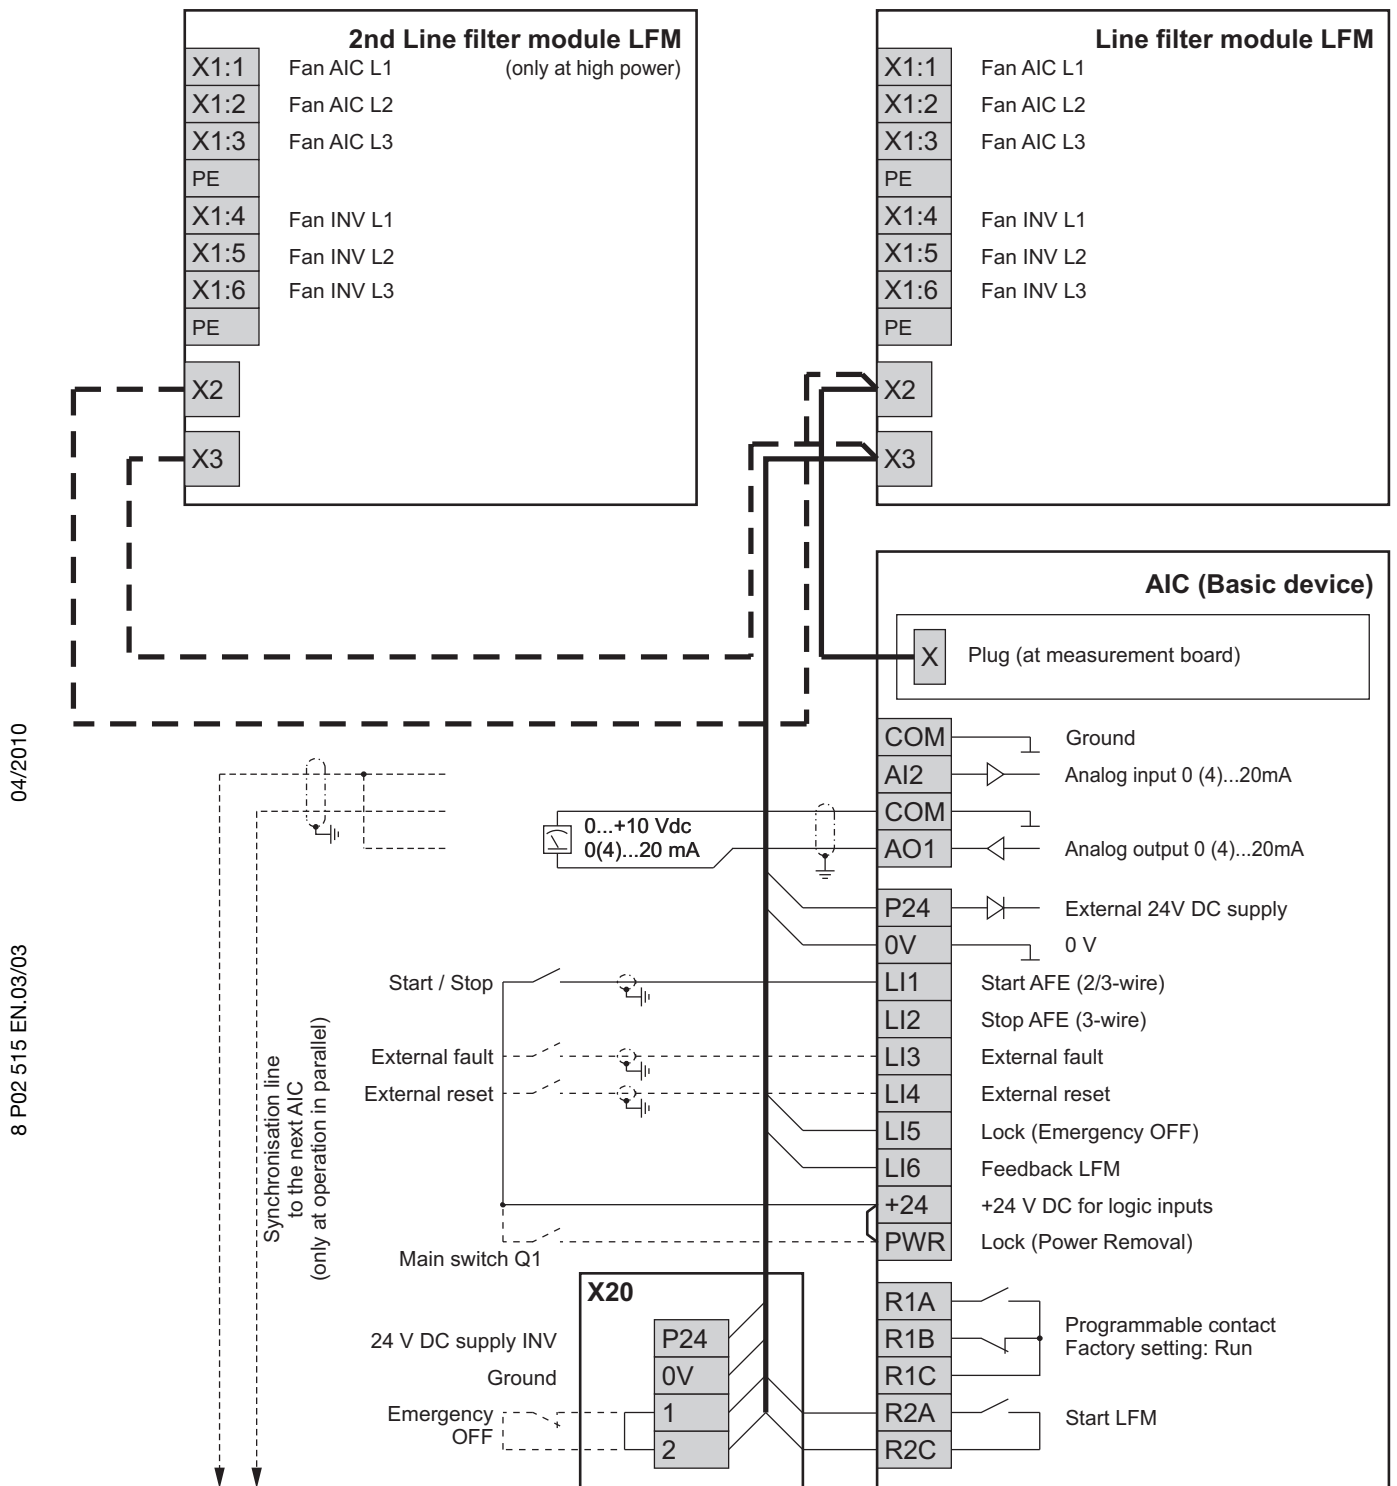 2nd Line filter module LFM
(only at high power)
X1:1 Fan AIC L1
X1:2 Fan AIC L2
X1:3 Fan AIC L3
PE
X1:4 Fan INV L1
X1:5 Fan INV L2
X1:6 Fan INV L3
PE
X2
X3
Line filter module LFM
X1:1 Fan AIC L1
X1:2 Fan AIC L2
X1:3 Fan AIC L3
PE
X1:4 Fan INV L1
X1:5 Fan INV L2
X1:6 Fan INV L3
PE
X2
X3
AIC (Basic device)
X Plug (at measurement board)
COM Ground
AI2 Analog input 0 (4)...20mA
COM
0...+10 Vdc
0(4)...20 mA
AO1 Analog output 0 (4)...20mA
P24 External 24V DC supply
0V 0 V
Start / Stop LI1 Start AFE (2/3-wire)
LI2 Stop AFE (3-wire)
External fault LI3 External fault
External reset LI4 External reset
LI5 Lock (Emergency OFF)
LI6 Feedback LFM
+24 +24 V DC for logic inputs
PWR Lock (Power Removal)
Main switch Q1
Synchronisation line
to the next AIC
(only at operation in parallel)
X20
24 V DC supply INV P24
Ground 0V
Emergency
OFF
1
2
R1A
R1B
R1C
Programmable contact
Factory setting: Run
R2A
R2C
Start LFM
04/2010
8 P02 515 EN.03/03